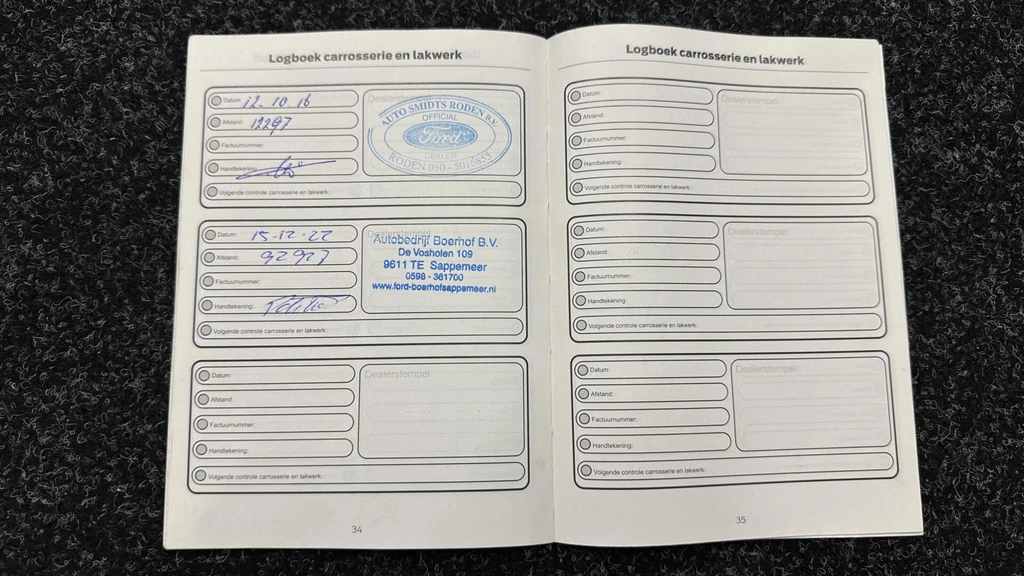 Logboek carrosserie en lakwerk
Datum: 12-10-16
Afstand: 12297
Factuurnummer:
Handtekening:
Volgende controle carrosserie en lakwerk:
Dealerstempel
AUTO SMIDTS RODEN B.V.
OFFICIAL
Ford
DEALER
RODEN 050 - 5016855
Datum: 15-12-22
Afstand: 92927
Factuurnummer:
Handtekening:
Volgende controle carrosserie en lakwerk:
Dealerstempel
Autobedrijf Boerhof B.V.
De Vosholen 109
9611 TE Sappemeer
0598 - 361700
www.ford-boerhofsappemeer.nl
Datum:
Afstand:
Factuurnummer:
Handtekening:
Volgende controle carrosserie en lakwerk:
Dealerstempel
34
Logboek carrosserie en lakwerk
Datum:
Afstand:
Factuurnummer:
Handtekening:
Volgende controle carrosserie en lakwerk:
Dealerstempel
Datum:
Afstand:
Factuurnummer:
Handtekening:
Volgende controle carrosserie en lakwerk:
Dealerstempel
Datum:
Afstand:
Factuurnummer:
Handtekening:
Volgende controle carrosserie en lakwerk:
Dealerstempel
35